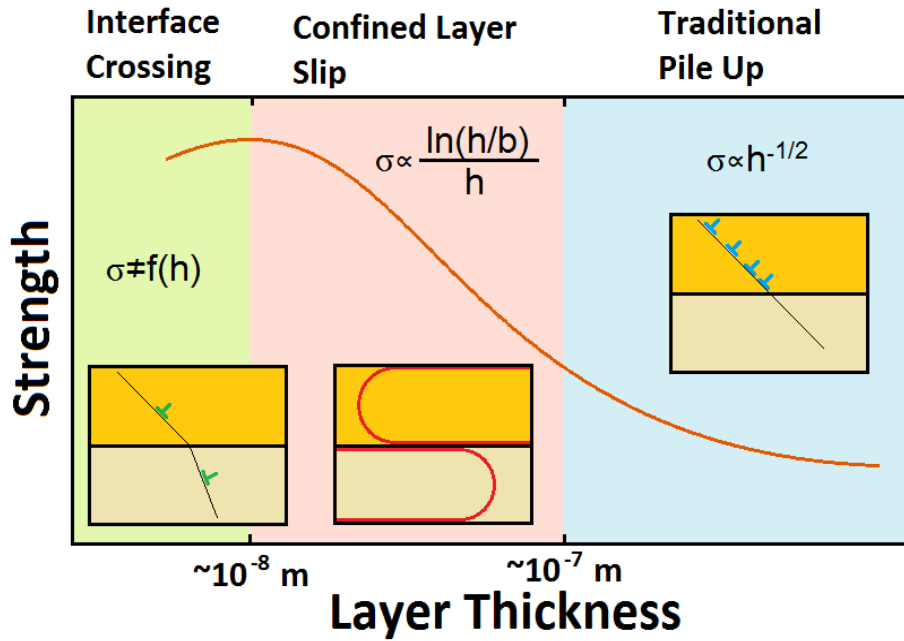 Interface
Crossing
Confined Layer
Slip
Traditional
Pile Up
σ∝ ln(h/b)
h
σ∝h-1/2
σ≠f(h)
Strength
~10-8 m
~10-7 m
Layer Thickness